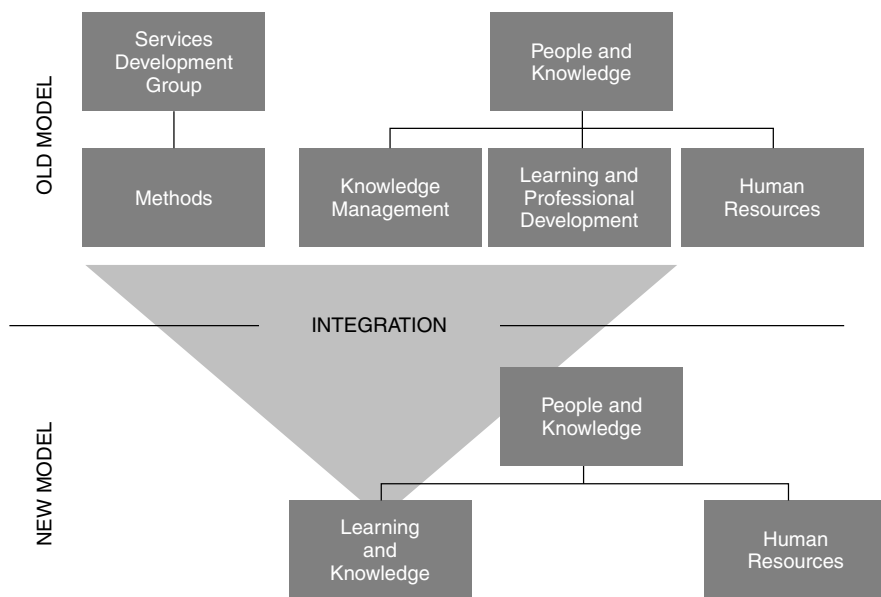 OLD MODEL
Services
Development
Group
People and
Knowledge
Methods
Knowledge
Management
Learning and
Professional
Development
Human
Resources
INTEGRATION
NEW MODEL
People and
Knowledge
Learning
and
Knowledge
Human
Resources